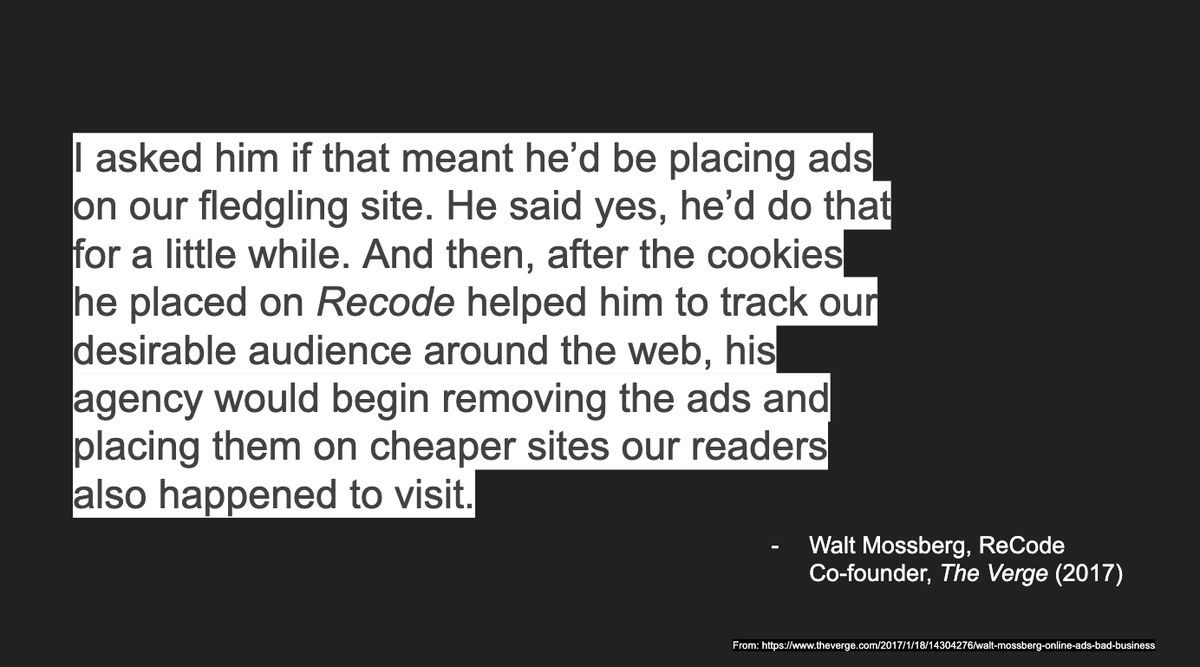 I asked him if that meant he’d be placing ads
on our fledgling site. He said yes, he’d do that
for a little while. And then, after the cookies
he placed on Recode helped him to track our
desirable audience around the web, his
agency would begin removing the ads and
placing them on cheaper sites our readers
also happened to visit.
- Walt Mossberg, ReCode
Co-founder, The Verge (2017)
From: https://www.theverge.com/2017/1/18/14304276/walt-mossberg-online-ads-bad-business